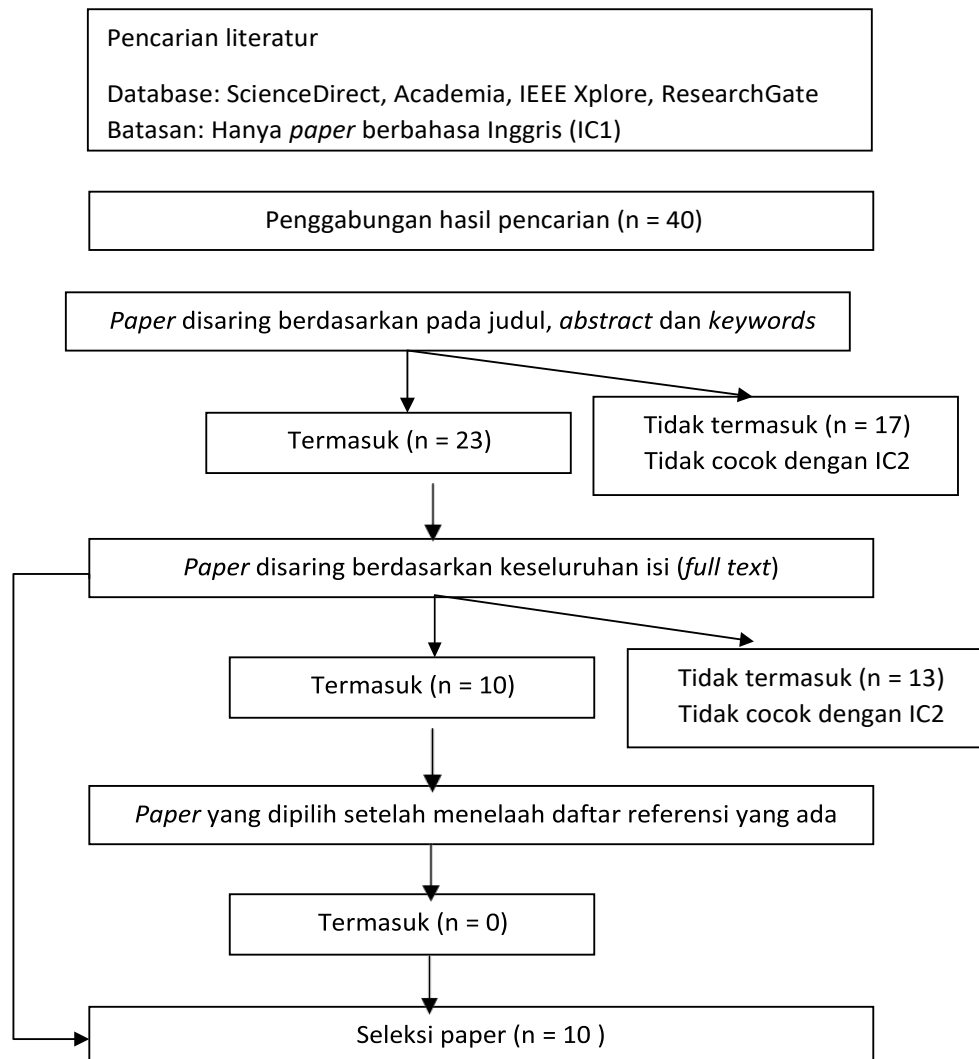 Pencarian literatur
Database: ScienceDirect, Academia, IEEE Xplore, ResearchGate
Batasan: Hanya paper berbahasa Inggris (IC1)
Penggabungan hasil pencarian (n = 40)
Paper disaring berdasarkan pada judul, abstract dan keywords
Termasuk (n = 23)
Tidak termasuk (n = 17)
Tidak cocok dengan IC2
Paper disaring berdasarkan keseluruhan isi (full text)
Termasuk (n = 10)
Tidak termasuk (n = 13)
Tidak cocok dengan IC2
Paper yang dipilih setelah menelaah daftar referensi yang ada
Termasuk (n = 0)
Seleksi paper (n = 10 )